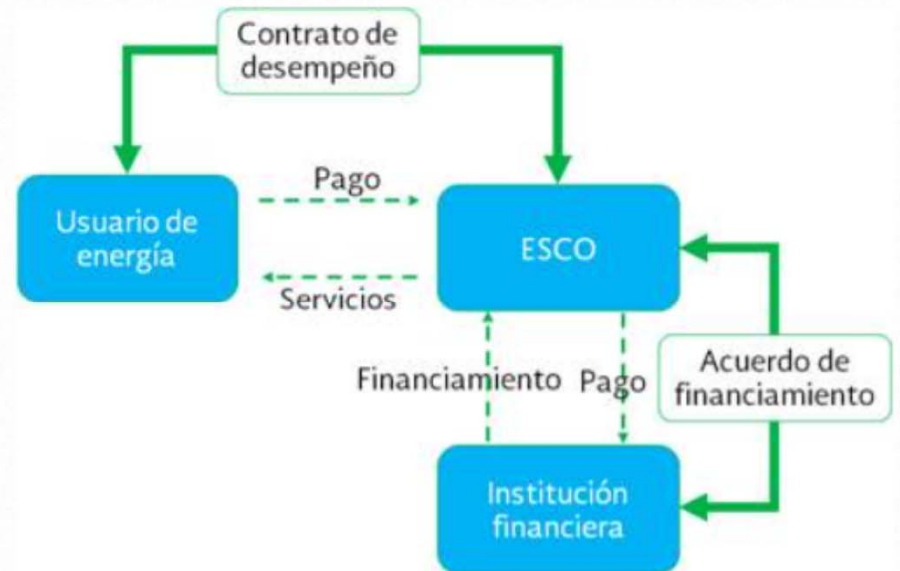 Contrato de
desempeño
Pago
Usuario de
energía
ESCO
Servicios
Financiamiento
Pago
Acuerdo de
financiamiento
Institución
financiera